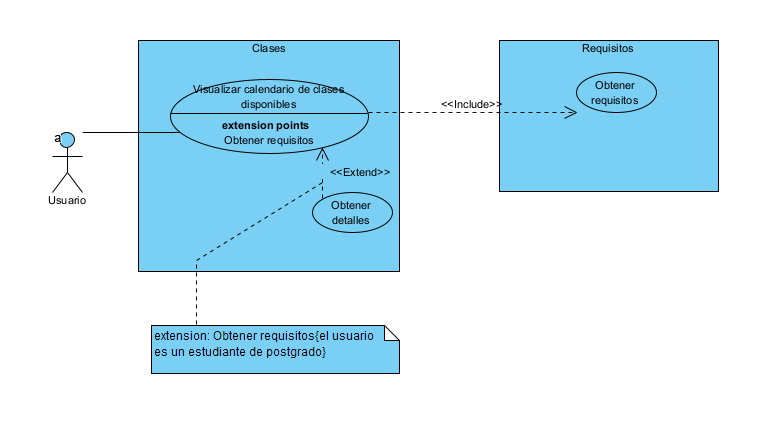 Clases
Visualizar calendario de clases
disponibles
extension points
Obtener requisitos
<<Extend>>
Obtener
detalles
<<Include>>
Requisitos
Obtener
requisitos
a
Usuario
extension: Obtener requisitos{el usuario
es un estudiante de postgrado}